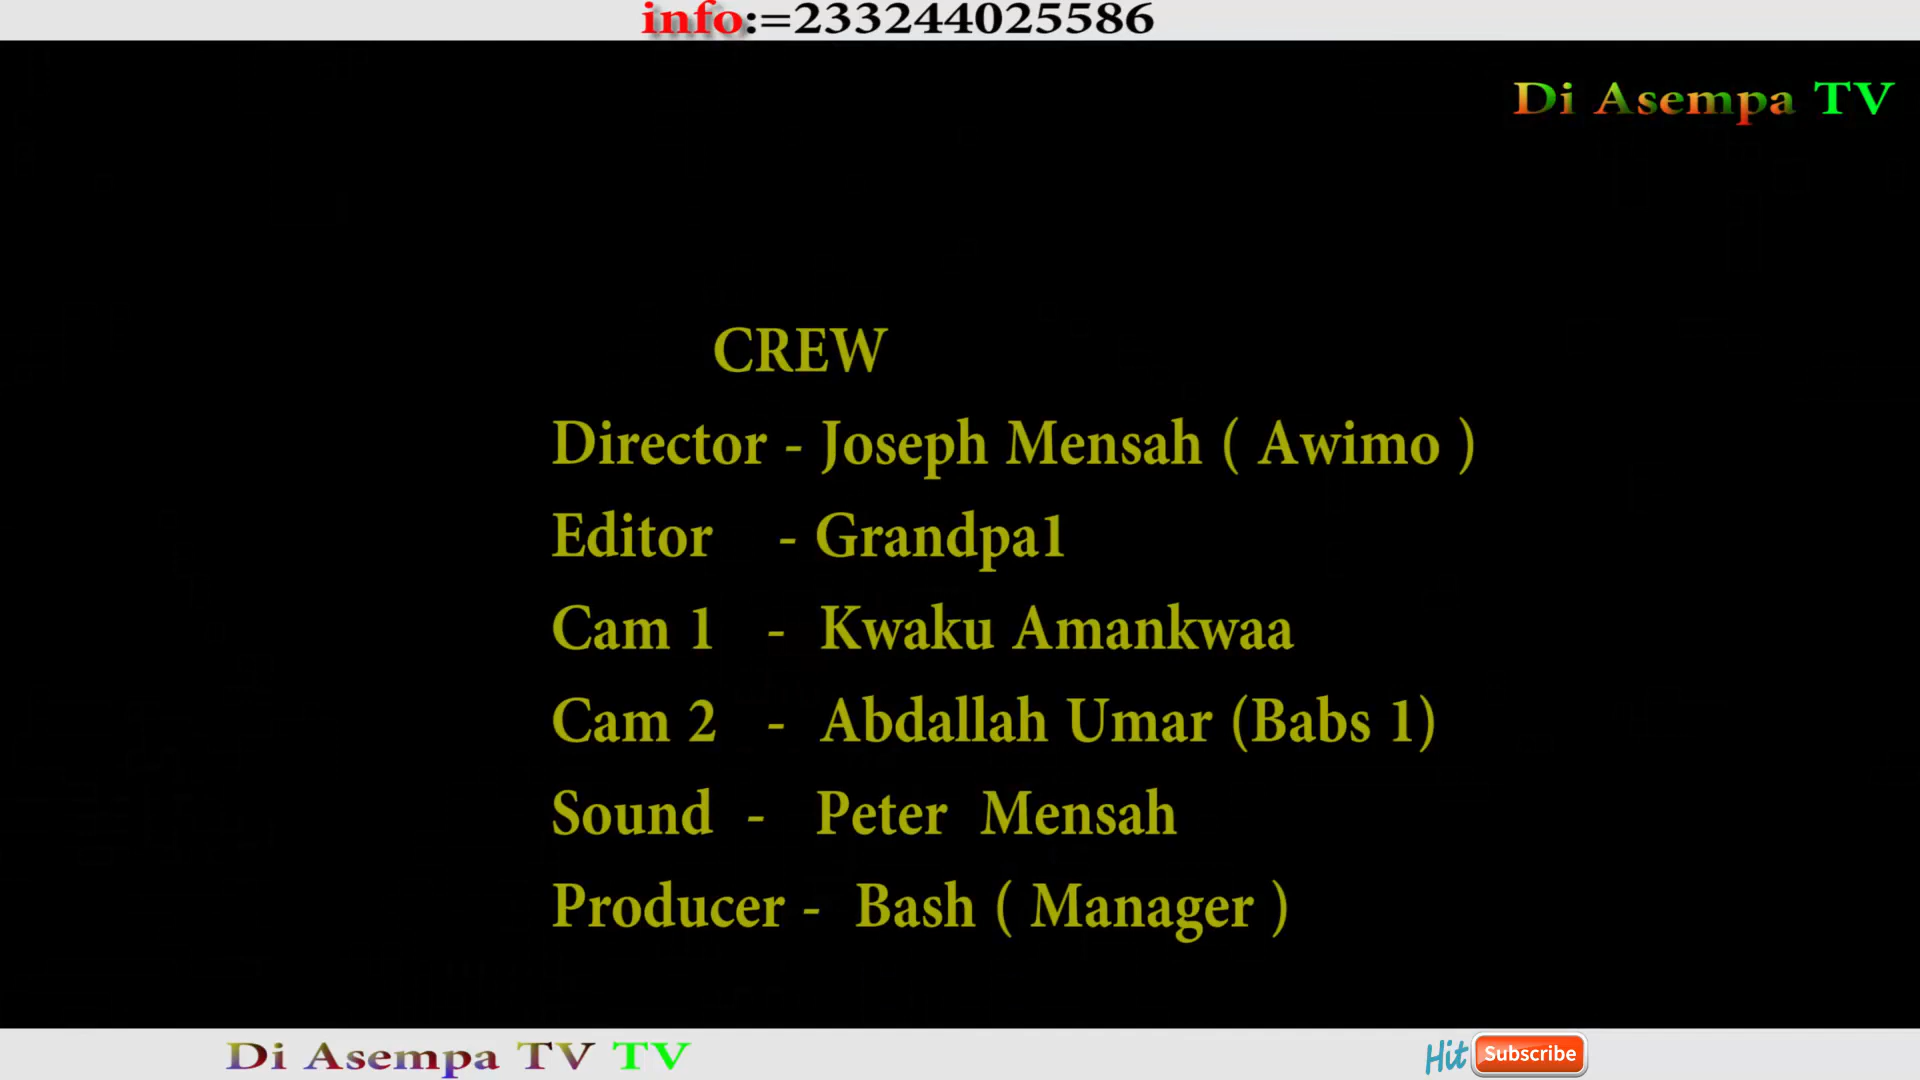 info:=233244025586
Di Asempa TV
CREW
Director - Joseph Mensah ( Awimo )
Editor - Grandpa1
Cam 1 - Kwaku Amankwaa
Cam 2 - Abdallah Umar (Babs 1)
Sound - Peter Mensah
Producer - Bash ( Manager )
Di Asempa TV TV
Hit Subscribe